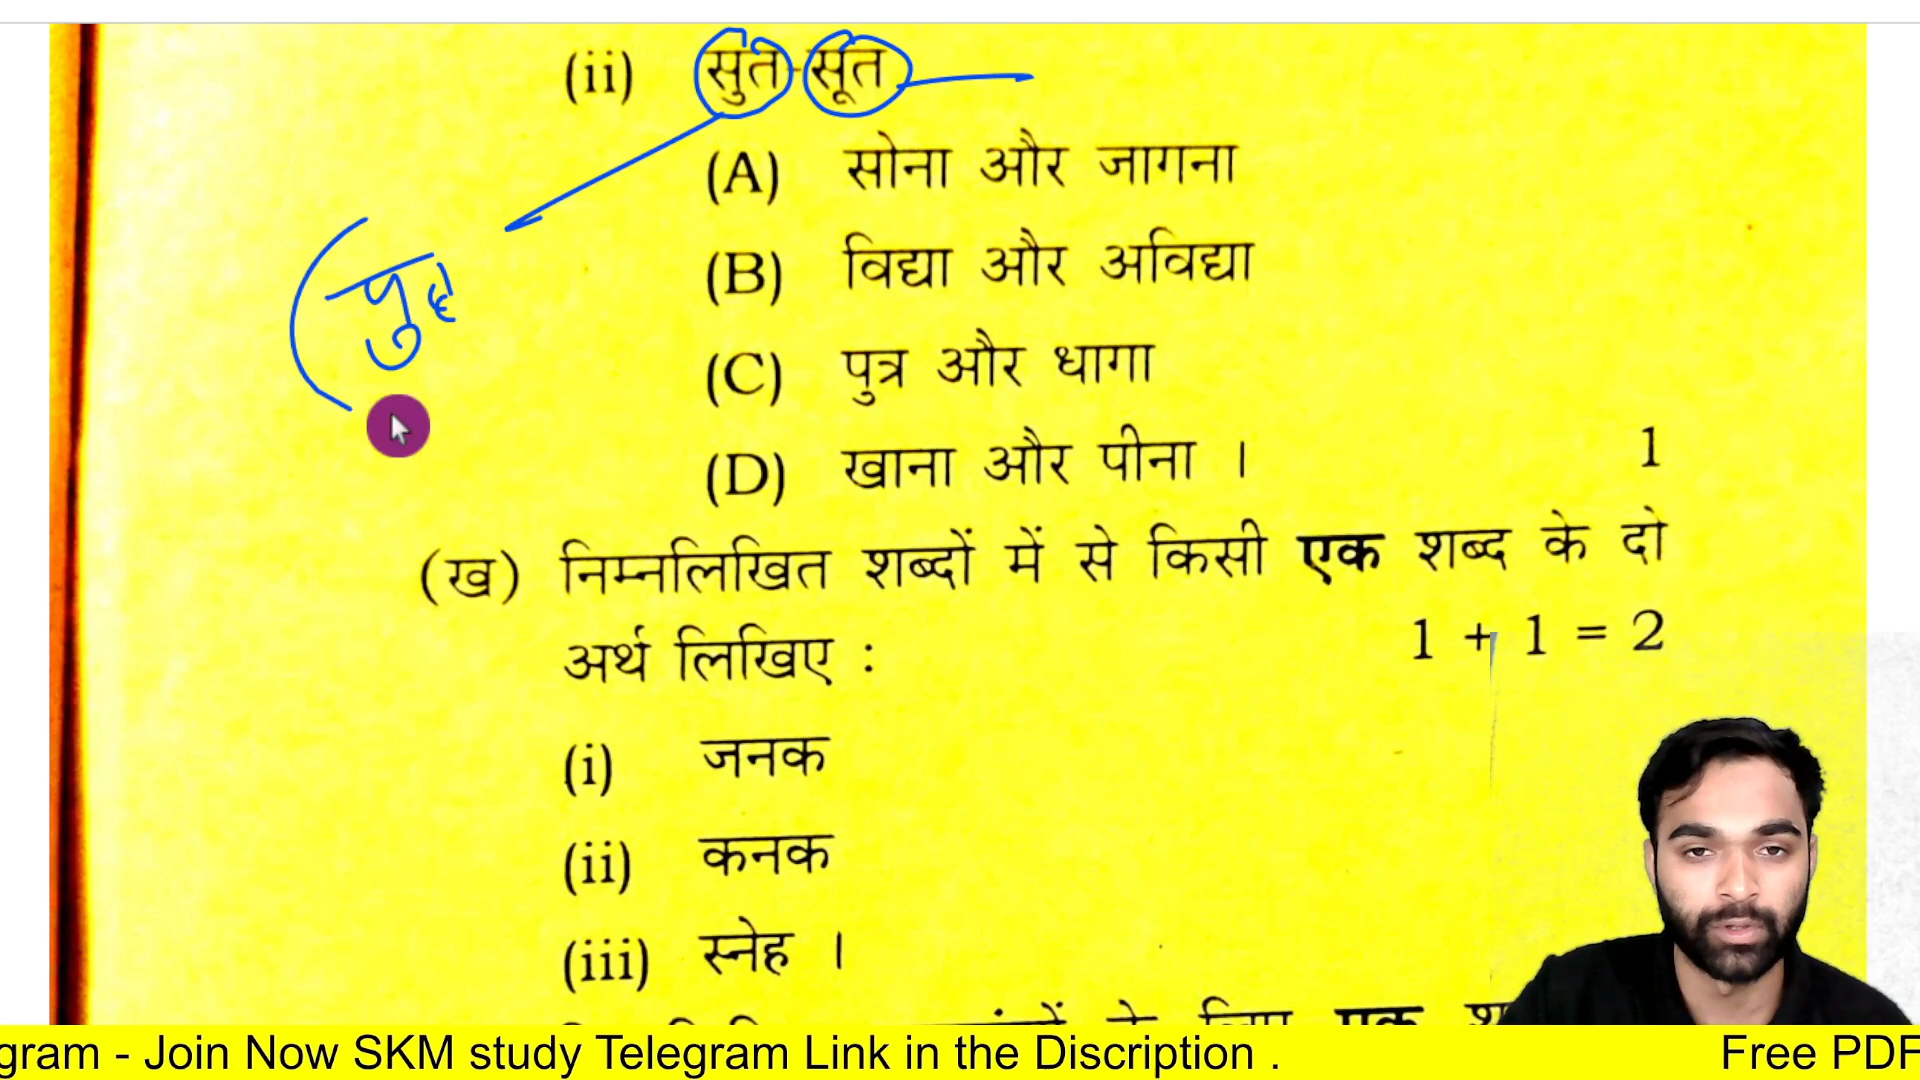 (ii) सुत-सूत
(A) सोना और जागना
(B) विद्या और अविद्या
पुत्र
(C) पुत्र और धागा
(D) खाना और पीना । 1
(ख) निम्नलिखित शब्दों में से किसी एक शब्द के दो
अर्थ लिखिए : 1 + 1 = 2
(i) जनक
(ii) कनक
(iii) स्नेह ।
gram - Join Now SKM study Telegram Link in the Discription . Free PDF